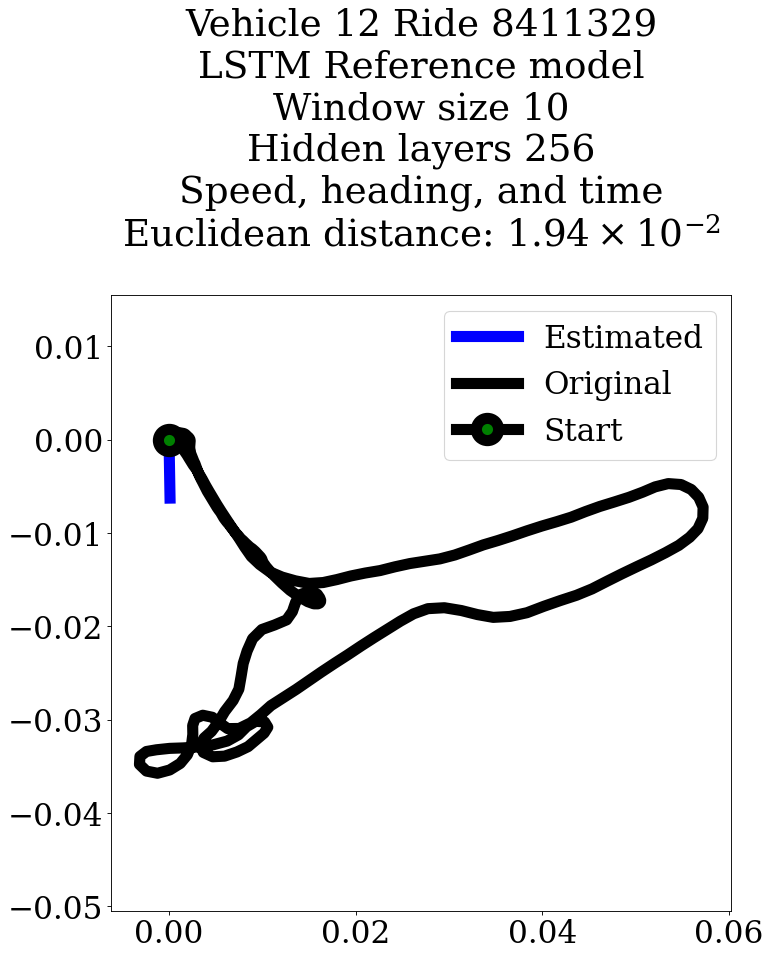 Vehicle 12 Ride 8411329
LSTM Reference model
Window size 10
Hidden layers 256
Speed, heading, and time
Euclidean distance: 1.94 × 10⁻²
Estimated
Original
Start
0.01
0.00
−0.01
−0.02
−0.03
−0.04
−0.05
0.00 0.02 0.04 0.06